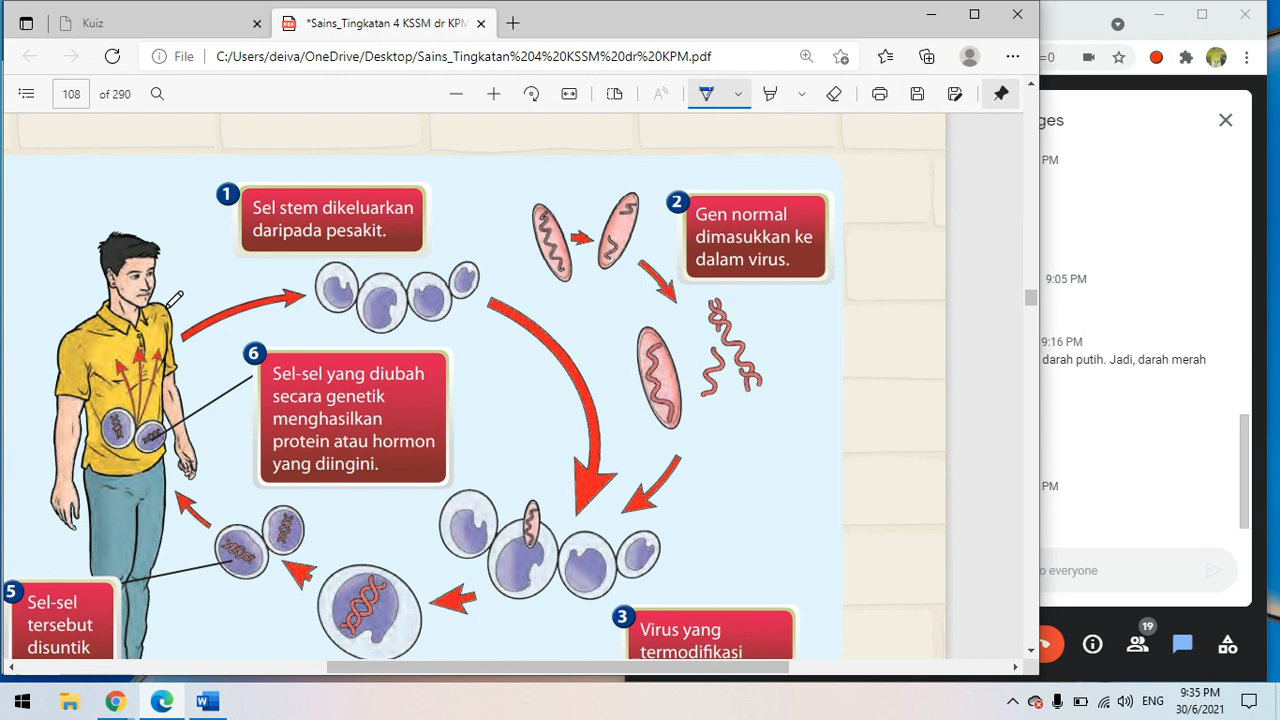 Kuiz
*Sains_Tingkatan 4 KSSM dr KPM
File
C:/Users/deiva/OneDrive/Desktop/Sains_Tingkatan%204%20KSSM%20dr%20KPM.pdf
=0
108
of 290
1
Sel stem dikeluarkan
daripada pesakit.
2
Gen normal
dimasukkan ke
dalam virus.
6
Sel-sel yang diubah
secara genetik
menghasilkan
protein atau hormon
yang diingini.
5
Sel-sel
tersebut
disuntik
3
Virus yang
termodifikasi
ges
PM
9:05 PM
9:16 PM
darah putih. Jadi, darah merah
PM
o everyone
19
ENG
9:35 PM
30/6/2021